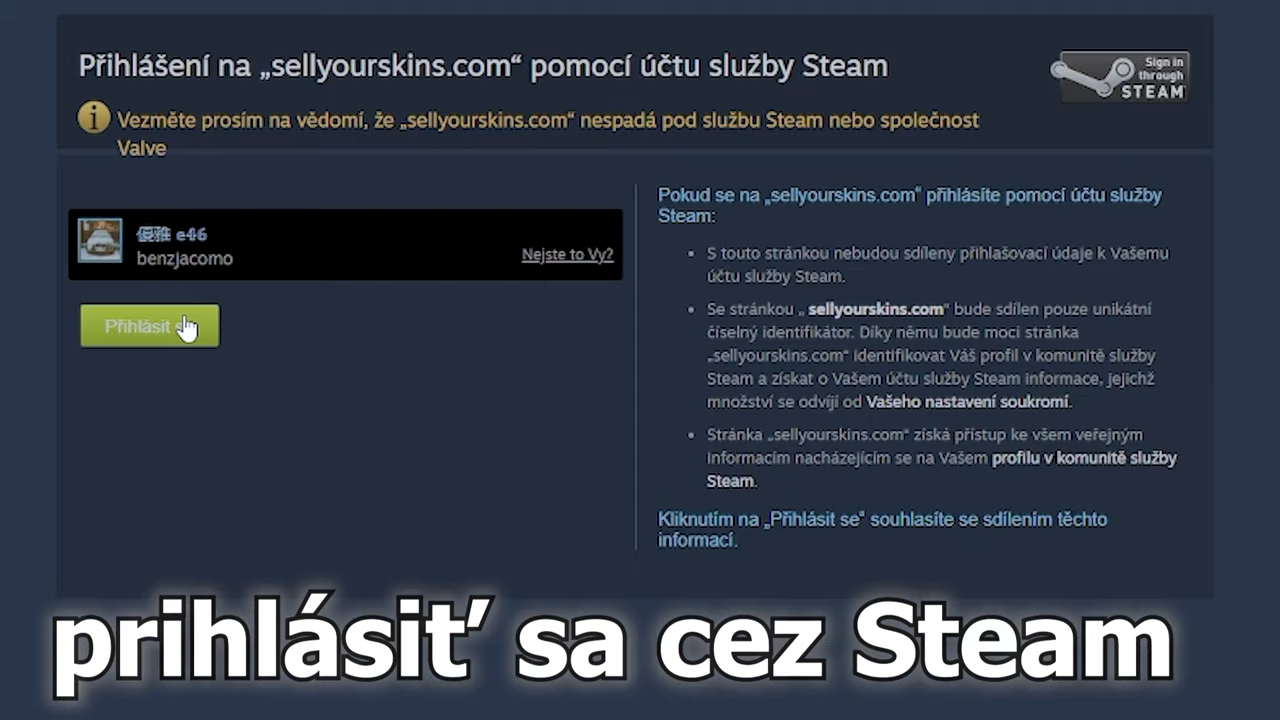 Přihlášení na „sellyourskins.com“ pomocí účtu služby Steam
Sign in
through
STEAM
Vezměte prosím na vědomí, že „sellyourskins.com“ nespadá pod službu Steam nebo společnost
Valve
優雅 e46
benzjacomo
Nejste to Vy?
Přihlásit
Pokud se na „sellyourskins.com“ přihlásíte pomocí účtu služby
Steam:
• S touto stránkou nebudou sdíleny přihlašovací údaje k Vašemu
účtu služby Steam.
• Se stránkou „ sellyourskins.com“ bude sdílen pouze unikátní
číselný identifikátor. Díky němu bude moci stránka
„sellyourskins.com“ identifikovat Váš profil v komunitě služby
Steam a získat o Vašem účtu služby Steam informace, jejichž
množství se odvíjí od Vašeho nastavení soukromí.
• Stránka „sellyourskins.com“ získá přístup ke všem veřejným
informacím nacházejícím se na Vašem profilu v komunitě služby
Steam.
Kliknutím na „Přihlásit se“ souhlasíte se sdílením těchto
informací.
prihlásiť sa cez Steam